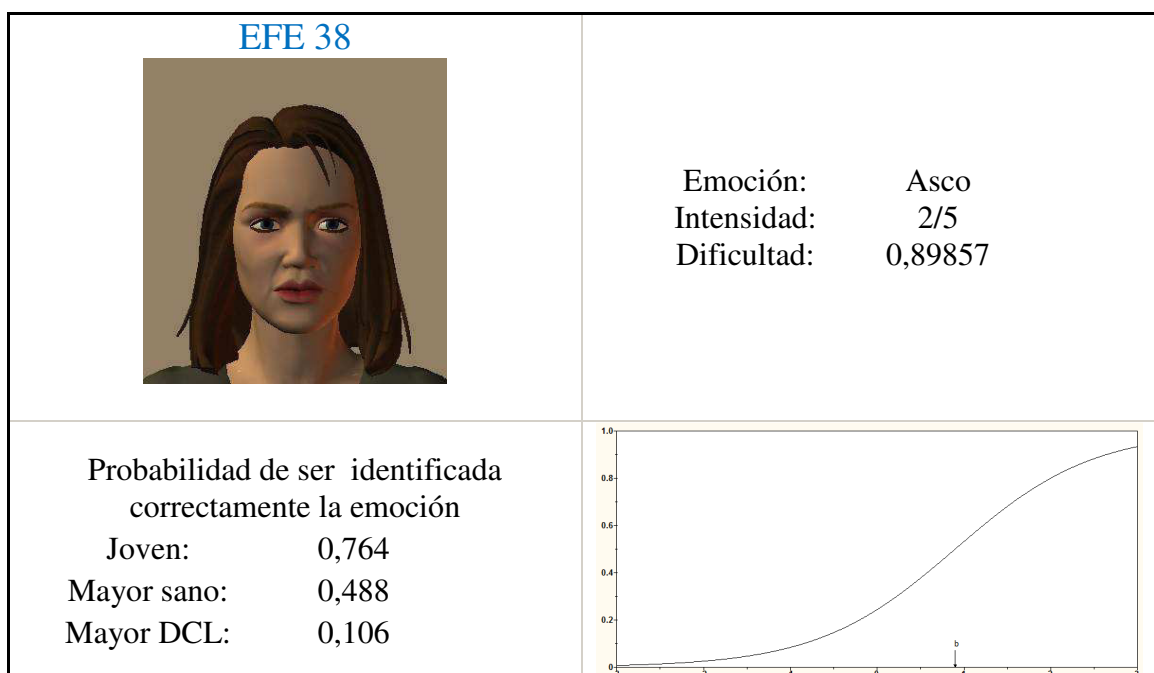 EFE 38
Emoción: Asco
Intensidad: 2/5
Dificultad: 0,89857
Probabilidad de ser identificada
correctamente la emoción
Joven: 0,764
Mayor sano: 0,488
Mayor DCL: 0,106
1.0
0.8
0.6
0.4
0.2
0
b